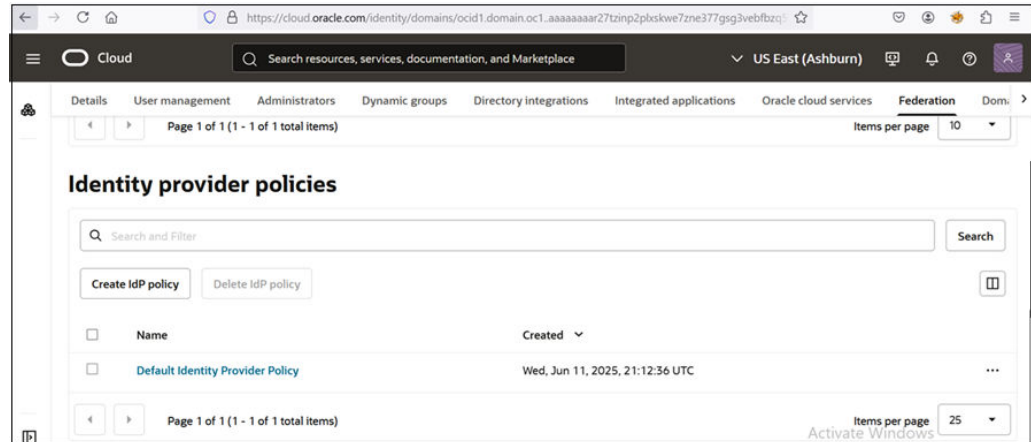 https://cloud.oracle.com/identity/domains/ocid1.domain.oc1..aaaaaaaar27tzinp2plxskwe7zne377gsg3vebfbzq5
Cloud Search resources, services, documentation, and Marketplace US East (Ashburn)
Details User management Administrators Dynamic groups Directory integrations Integrated applications Oracle cloud services Federation Doma
Page 1 of 1 (1 - 1 of 1 total items) Items per page 10
Identity provider policies
Search and Filter Search
Create IdP policy Delete IdP policy
Name Created
Default Identity Provider Policy Wed, Jun 11, 2025, 21:12:36 UTC
Page 1 of 1 (1 - 1 of 1 total items) Items per page 25
Activate Windows